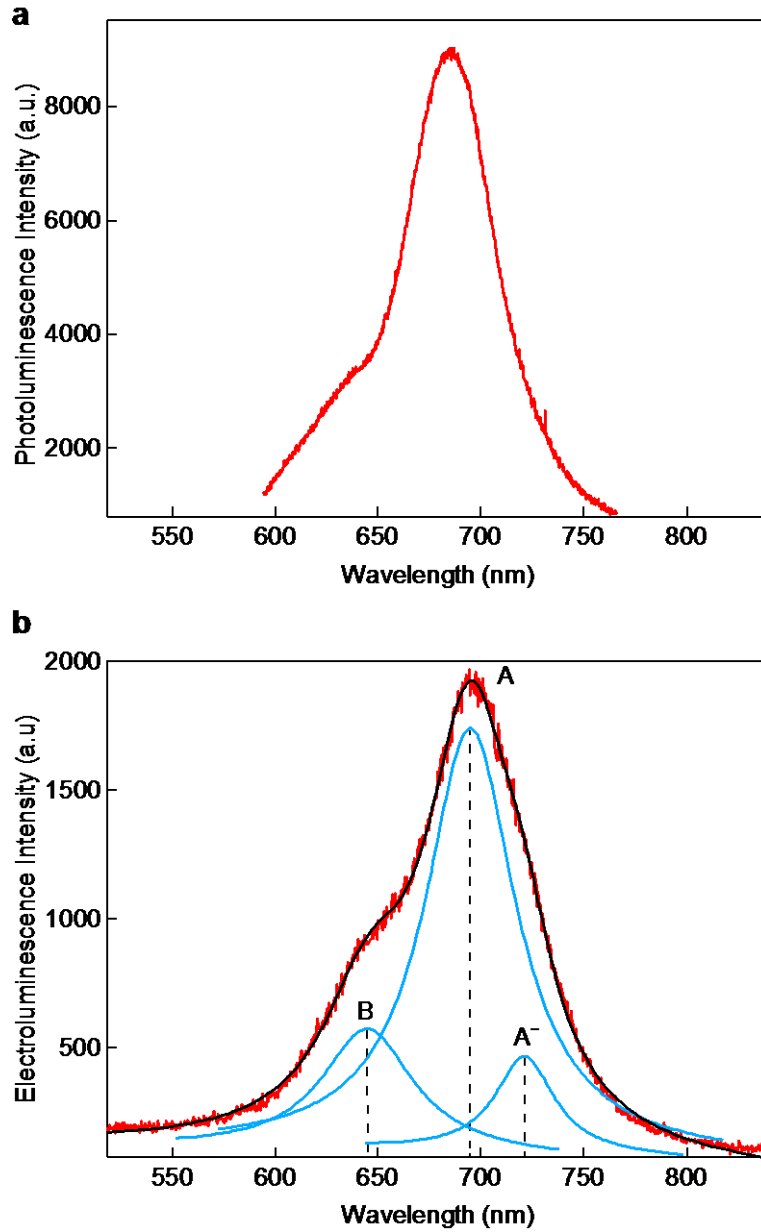 a
8000
6000
4000
2000
Photoluminescence Intensity (a.u.)
550 600 650 700 750 800
Wavelength (nm)
b
2000
1500
1000
500
Electroluminescence Intensity (a.u)
A
B
A⁻
550 600 650 700 750 800
Wavelength (nm)